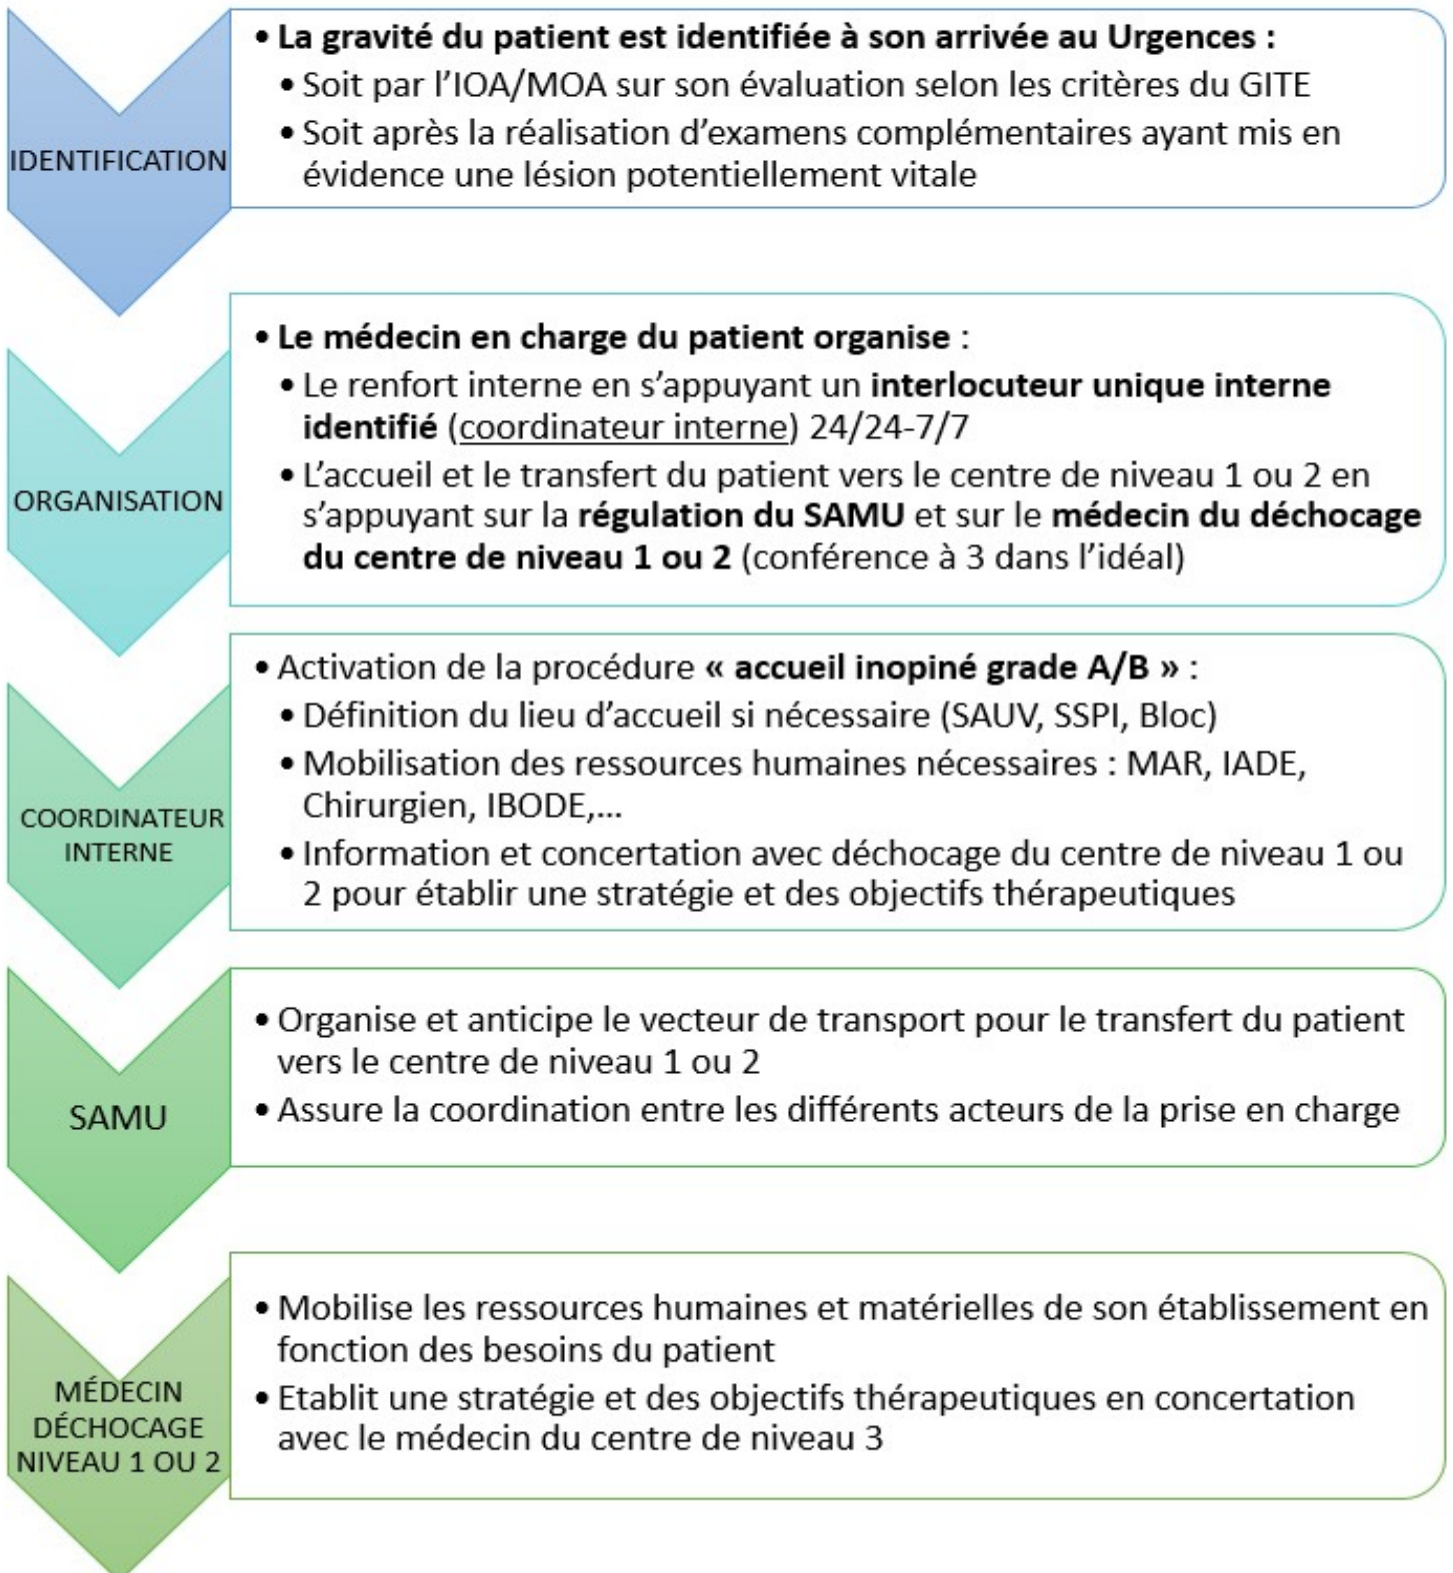 IDENTIFICATION
• La gravité du patient est identifiée à son arrivée au Urgences :
• Soit par l’IOA/MOA sur son évaluation selon les critères du GITE
• Soit après la réalisation d’examens complémentaires ayant mis en
évidence une lésion potentiellement vitale
ORGANISATION
• Le médecin en charge du patient organise :
• Le renfort interne en s’appuyant un interlocuteur unique interne
identifié (coordinateur interne) 24/24-7/7
• L’accueil et le transfert du patient vers le centre de niveau 1 ou 2 en
s’appuyant sur la régulation du SAMU et sur le médecin du déchocage
du centre de niveau 1 ou 2 (conférence à 3 dans l’idéal)
COORDINATEUR
INTERNE
• Activation de la procédure « accueil inopiné grade A/B » :
• Définition du lieu d’accueil si nécessaire (SAUV, SSPI, Bloc)
• Mobilisation des ressources humaines nécessaires : MAR, IADE,
Chirurgien, IBODE,…
• Information et concertation avec déchocage du centre de niveau 1 ou
2 pour établir une stratégie et des objectifs thérapeutiques
SAMU
• Organise et anticipe le vecteur de transport pour le transfert du patient
vers le centre de niveau 1 ou 2
• Assure la coordination entre les différents acteurs de la prise en charge
MÉDECIN
DÉCHOCAGE
NIVEAU 1 OU 2
• Mobilise les ressources humaines et matérielles de son établissement en
fonction des besoins du patient
• Etablit une stratégie et des objectifs thérapeutiques en concertation
avec le médecin du centre de niveau 3